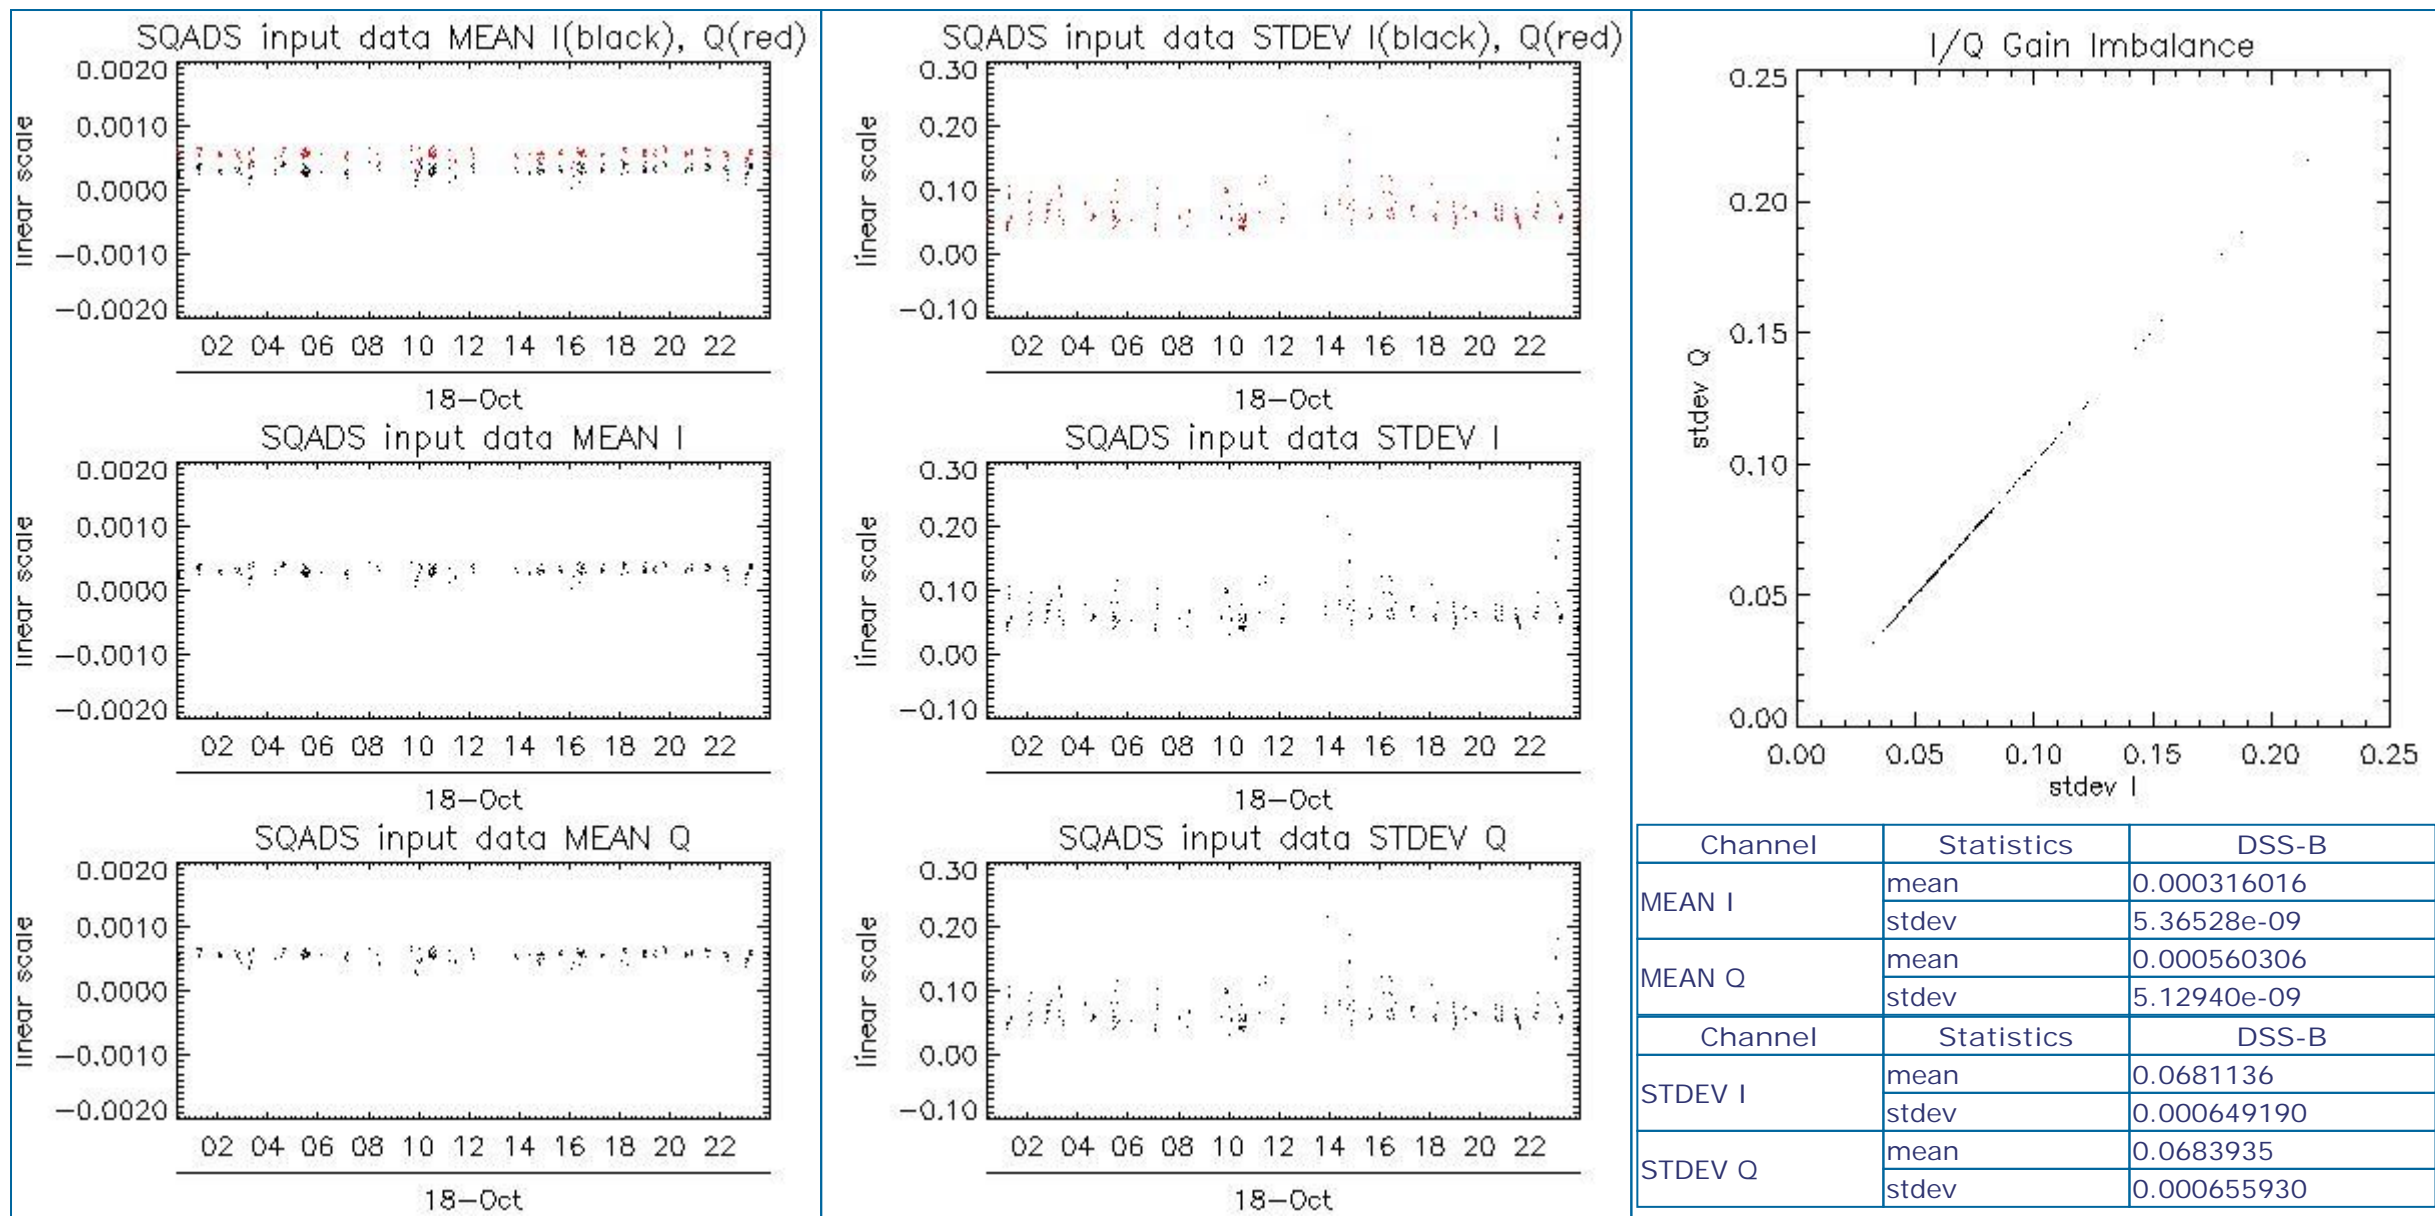 SQADS input data MEAN I(black), Q(red)
linear scale
0.0020
0.0010
0.0000
-0.0010
-0.0020
02 04 06 08 10 12 14 16 18 20 22
18-Oct
SQADS input data MEAN I
linear scale
0.0020
0.0010
0.0000
-0.0010
-0.0020
02 04 06 08 10 12 14 16 18 20 22
18-Oct
SQADS input data MEAN Q
linear scale
0.0020
0.0010
0.0000
-0.0010
-0.0020
02 04 06 08 10 12 14 16 18 20 22
18-Oct
SQADS input data STDEV I(black), Q(red)
linear scale
0.30
0.20
0.10
0.00
-0.10
02 04 06 08 10 12 14 16 18 20 22
18-Oct
SQADS input data STDEV I
linear scale
0.30
0.20
0.10
0.00
-0.10
02 04 06 08 10 12 14 16 18 20 22
18-Oct
SQADS input data STDEV Q
linear scale
0.30
0.20
0.10
0.00
-0.10
02 04 06 08 10 12 14 16 18 20 22
18-Oct
I/Q Gain Imbalance
stdev Q
0.25
0.20
0.15
0.10
0.05
0.00
0.00 0.05 0.10 0.15 0.20 0.25
stdev I
Channel Statistics DSS-B
MEAN I mean 0.000316016
stdev 5.36528e-09
MEAN Q mean 0.000560306
stdev 5.12940e-09
Channel Statistics DSS-B
STDEV I mean 0.0681136
stdev 0.000649190
STDEV Q mean 0.0683935
stdev 0.000655930